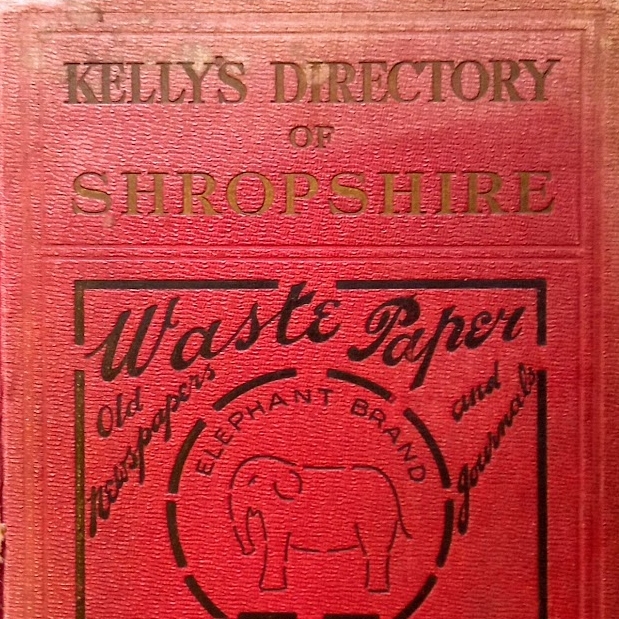 KELLY'S DIRECTORY
OF
SHROPSHIRE
Waste Paper
Old
Newspapers
and
Journals
ELEPHANT BRAND